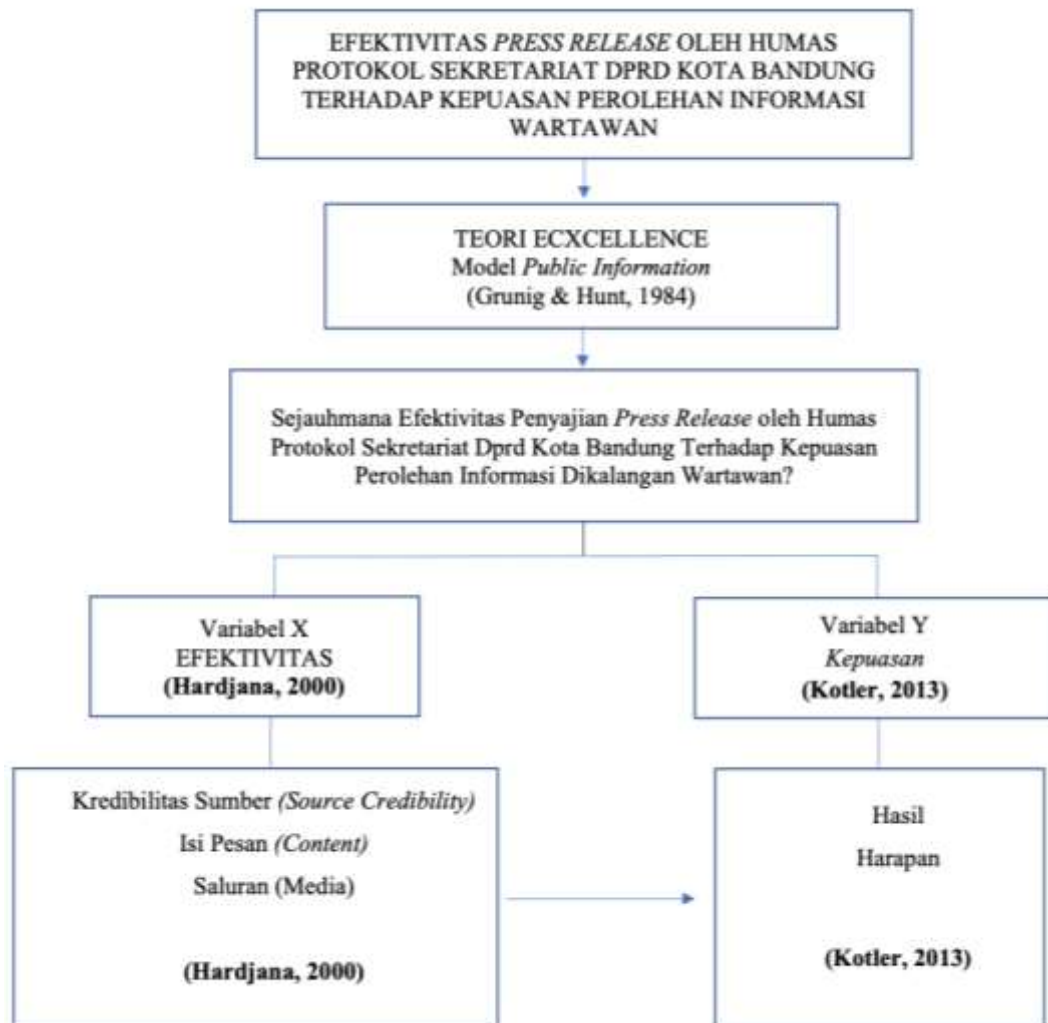 EFEKTIVITAS PRESS RELEASE OLEH HUMAS
PROTOKOL SEKRETARIAT DPRD KOTA BANDUNG
TERHADAP KEPUASAN PEROLEHAN INFORMASI
WARTAWAN
TEORI ECXCELLENCE
Model Public Information
(Grunig & Hunt, 1984)
Sejauhmana Efektivitas Penyajian Press Release oleh Humas
Protokol Sekretariat Dprd Kota Bandung Terhadap Kepuasan
Perolehan Informasi Dikalangan Wartawan?
Variabel X
EFEKTIVITAS
(Hardjana, 2000)
Variabel Y
Kepuasan
(Kotler, 2013)
Kredibilitas Sumber (Source Credibility)
Isi Pesan (Content)
Saluran (Media)
(Hardjana, 2000)
Hasil
Harapan
(Kotler, 2013)